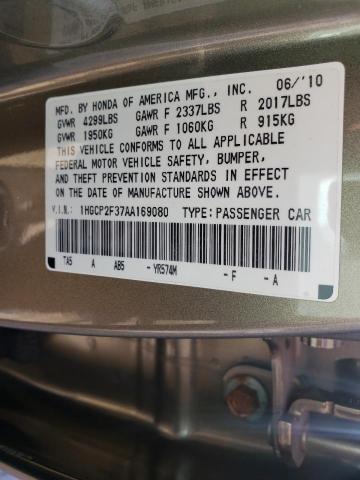 MFD. BY HONDA OF AMERICA MFG., INC. 06/'10
GVWR 4299LBS GAWR F 2337LBS R 2017LBS
GVWR 1950KG GAWR F 1060KG R 915KG
THIS VEHICLE CONFORMS TO ALL APPLICABLE
FEDERAL MOTOR VEHICLE SAFETY, BUMPER,
AND THEFT PREVENTION STANDARDS IN EFFECT
ON THE DATE OF MANUFACTURE SHOWN ABOVE.
V.I.N.: 1HGCP2F37AA169080 TYPE: PASSENGER CAR
TA5 A AB5 -YR574M -F -A